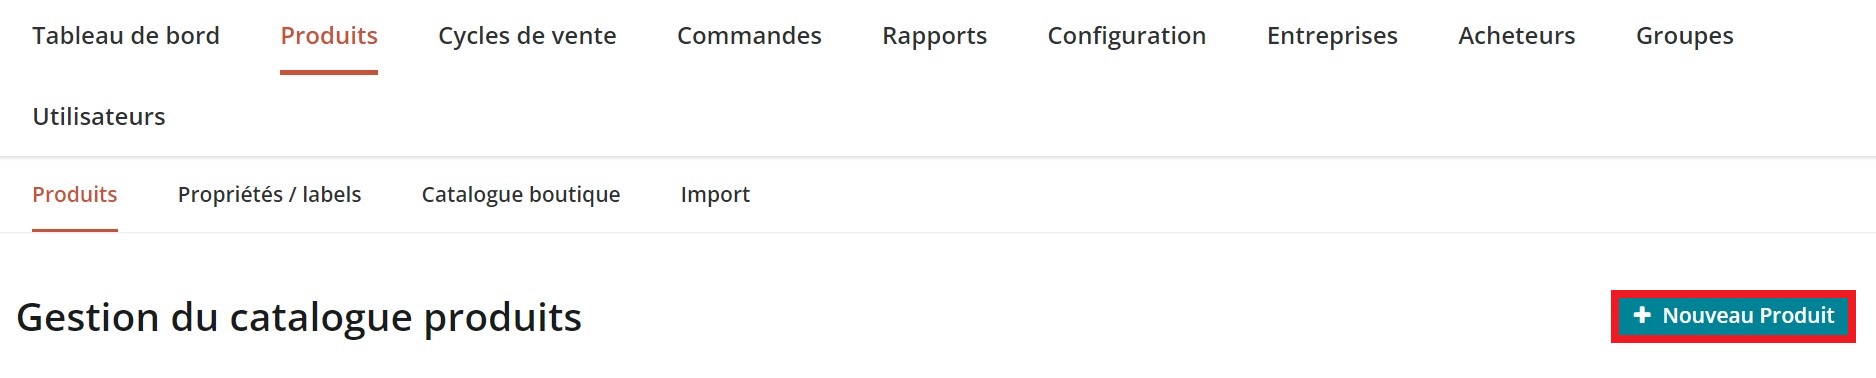 Tableau de bord Produits Cycles de vente Commandes Rapports Configuration Entreprises Acheteurs Groupes
Utilisateurs
Produits Propriétés / labels Catalogue boutique Import
Gestion du catalogue produits
+ Nouveau Produit